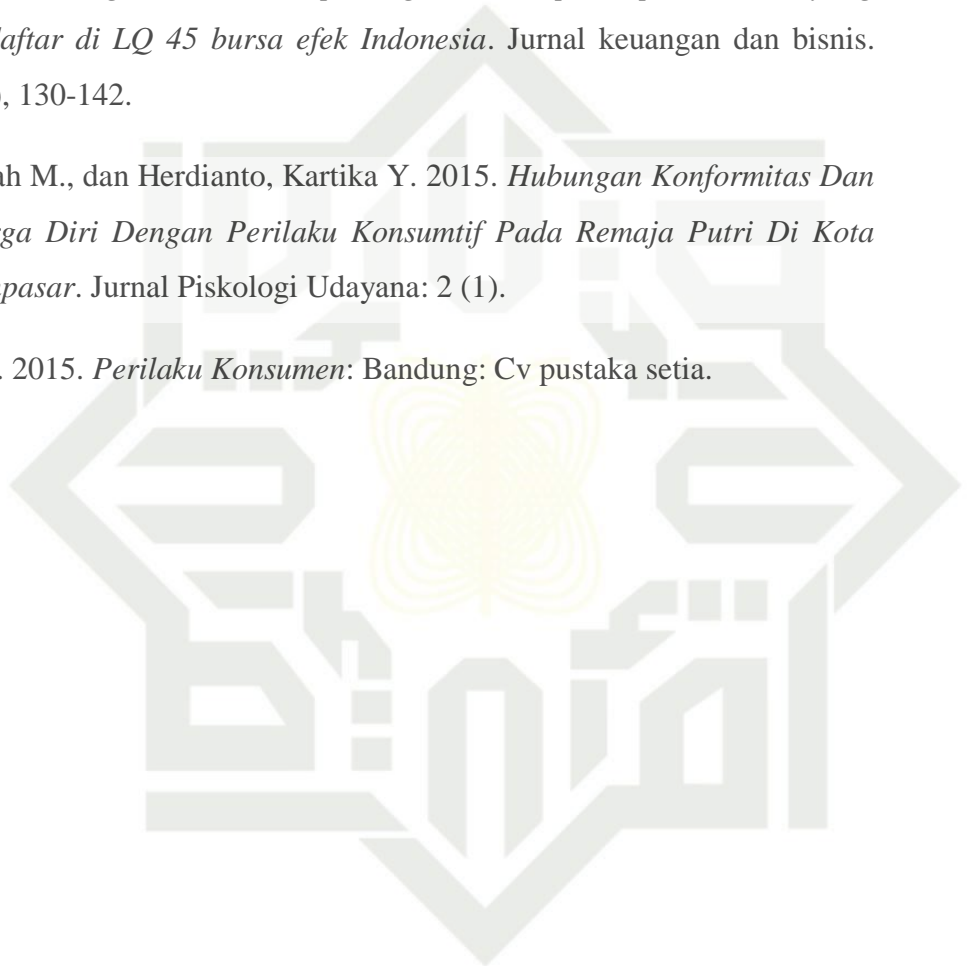 daftar di LQ 45 bursa efek Indonesia. Jurnal keuangan dan bisnis.
, 130-142.
ah M., dan Herdianto, Kartika Y. 2015. Hubungan Konformitas Dan
ga Diri Dengan Perilaku Konsumtif Pada Remaja Putri Di Kota
pasar. Jurnal Piskologi Udayana: 2 (1).
. 2015. Perilaku Konsumen: Bandung: Cv pustaka setia.